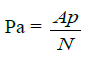 Pa = Ap / N